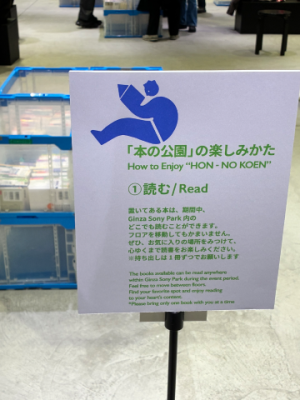 「本の公園」の楽しみかた
How to Enjoy “HON - NO KOEN”
①読む/Read
置いてある本は、期間中、
Ginza Sony Park 内の
どこでも読むことができます。
フロアを移動してもかまいません。
ぜひ、お気に入りの場所をみつけて、
心ゆくまで読書をお楽しみください。
※持ち出しは1冊ずつでお願いします
The books available can be read anywhere
within Ginza Sony Park during the event period.
Feel free to move between floors.
Find your favorite spot and enjoy reading
to your heart's content.
*Please bring only one book with you at a time.